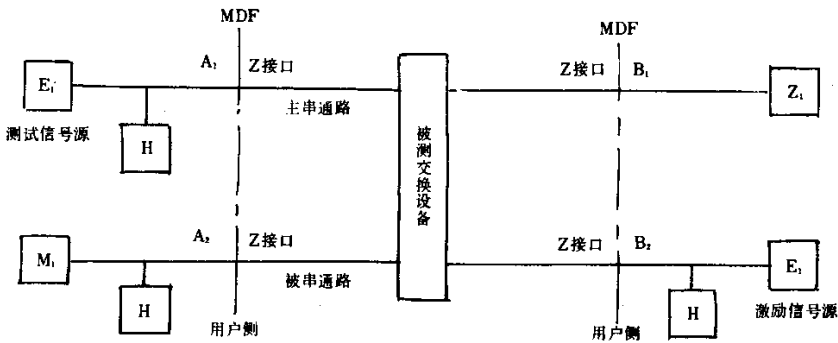 MDF
MDF
A₁
Z接口
Z接口
B₁
E₁
Z₁
主串通路
测试信号源
H
被测交换设备
A₂
Z接口
Z接口
B₂
M₁
E₁
被串通路
H
H
激励信号源
用户侧
用户侧